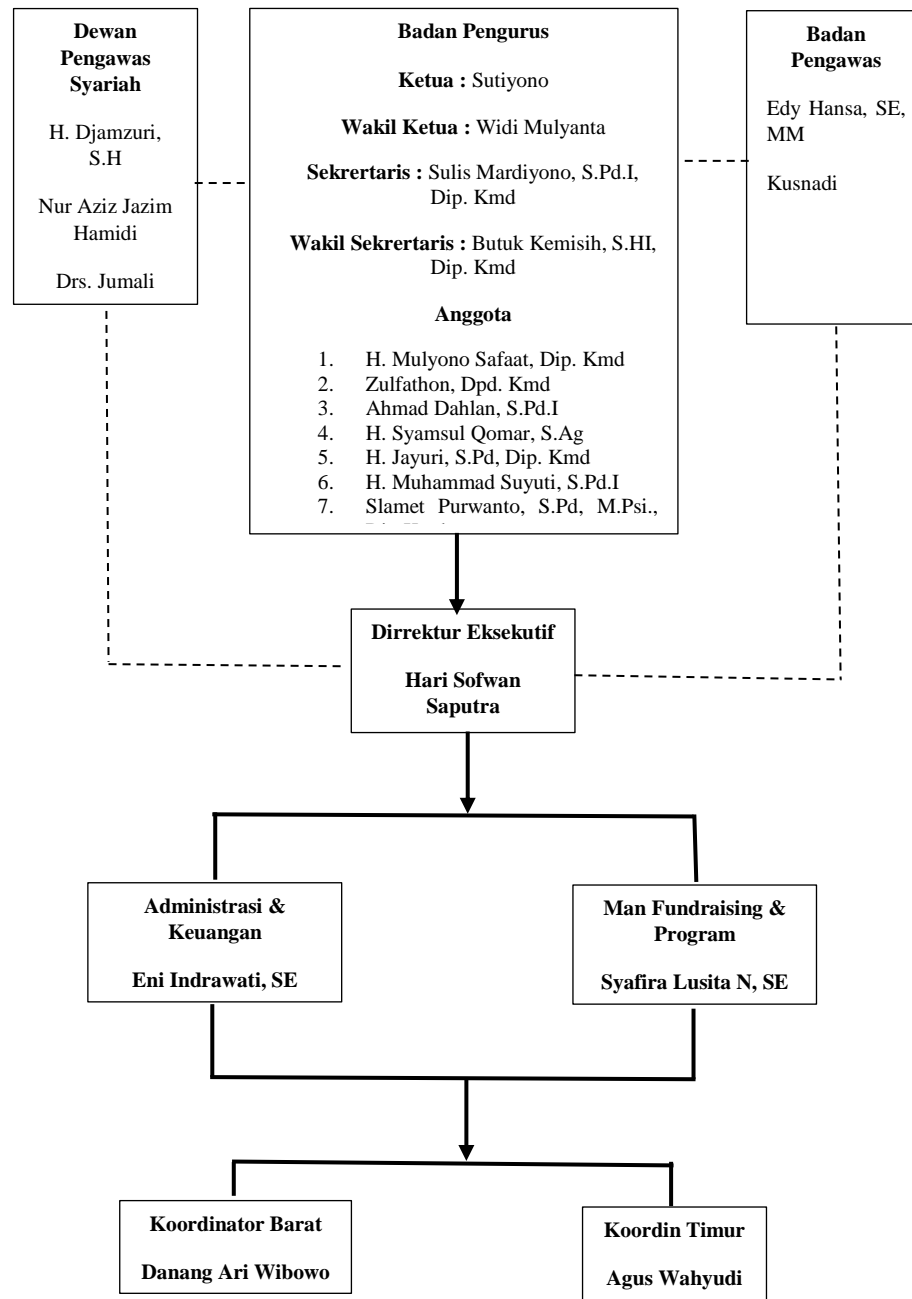 Dewan
Pengawas
Syariah
H. Djamzuri,
S.H
Nur Aziz Jazim
Hamidi
Drs. Jumali
Badan Pengurus
Ketua : Sutiyono
Wakil Ketua : Widi Mulyanta
Sekrertaris : Sulis Mardiyono, S.Pd.I,
Dip. Kmd
Wakil Sekrertaris : Butuk Kemisih, S.HI,
Dip. Kmd
Anggota
1. H. Mulyono Safaat, Dip. Kmd
2. Zulfathon, Dpd. Kmd
3. Ahmad Dahlan, S.Pd.I
4. H. Syamsul Qomar, S.Ag
5. H. Jayuri, S.Pd, Dip. Kmd
6. H. Muhammad Suyuti, S.Pd.I
7. Slamet Purwanto, S.Pd, M.Psi.,
Badan
Pengawas
Edy Hansa, SE,
MM
Kusnadi
Dirrektur Eksekutif
Hari Sofwan
Saputra
Administrasi &
Keuangan
Eni Indrawati, SE
Man Fundraising &
Program
Syafira Lusita N, SE
Koordinator Barat
Danang Ari Wibowo
Koordin Timur
Agus Wahyudi